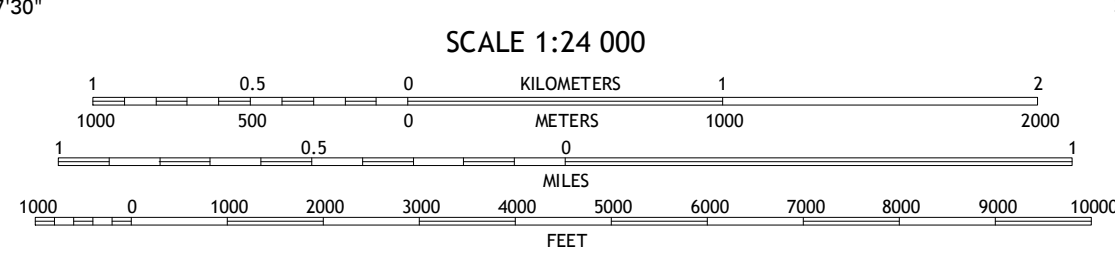 7'30"
SCALE 1:24 000
1 0.5 0 KILOMETERS 1 2
1000 500 0 METERS 1000 2000
1 0.5 0 1
MILES
1000 0 1000 2000 3000 4000 5000 6000 7000 8000 9000 10000
FEET